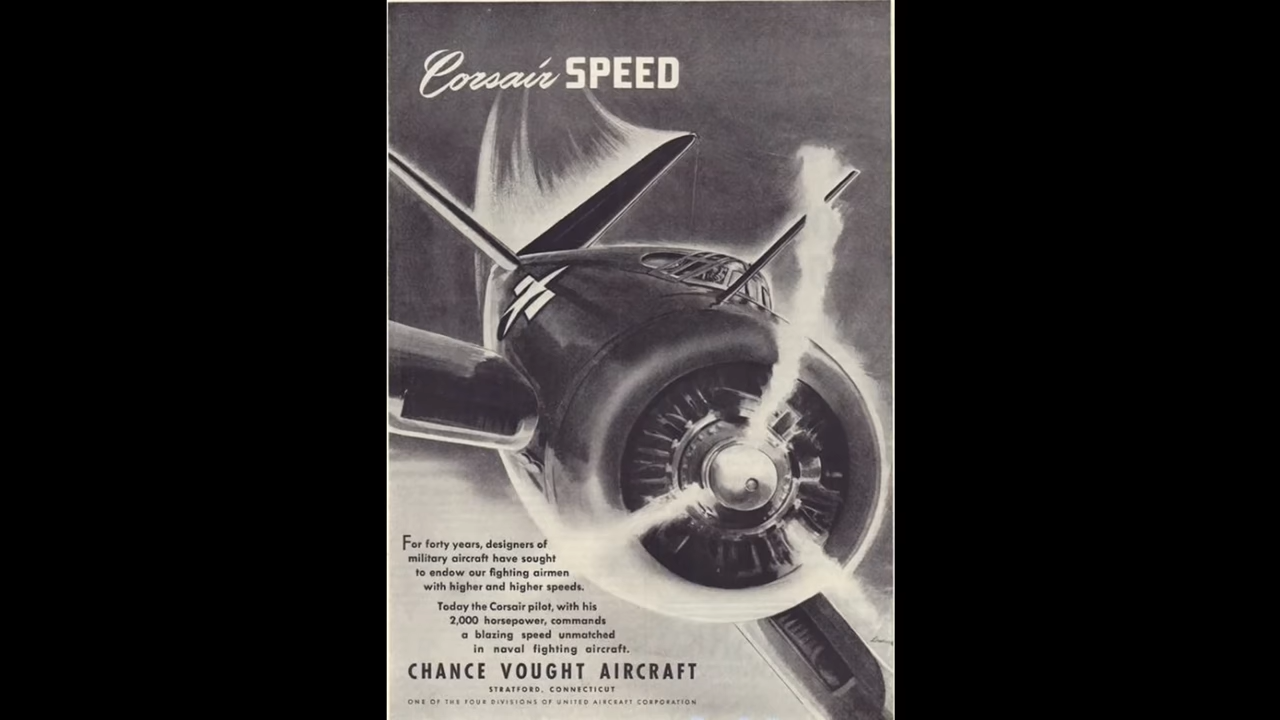 Corsair SPEED
For forty years, designers of
military aircraft have sought
to endow our fighting airmen
with higher and higher speeds.
Today the Corsair pilot, with his
2,000 horsepower, commands
a blazing speed unmatched
in naval fighting aircraft.
CHANCE VOUGHT AIRCRAFT
STRATFORD, CONNECTICUT
ONE OF THE FOUR DIVISIONS OF UNITED AIRCRAFT CORPORATION